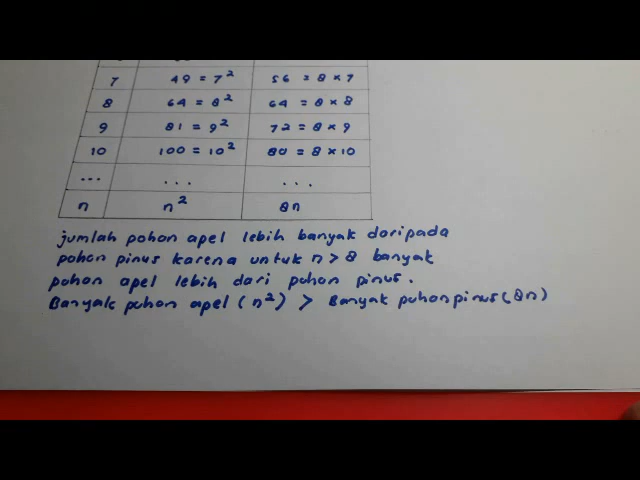 7 49 = 7² 56 = 8 × 7
8 64 = 8² 64 = 8 × 8
9 81 = 9² 72 = 8 × 9
10 100 = 10² 80 = 8 × 10
... ... ...
n n² 8n
jumlah pohon apel lebih banyak daripada
pohon pinus karena untuk n > 8 banyak
pohon apel lebih dari pohon pinus.
Banyak pohon apel (n²) > Banyak pohon pinus (8n)